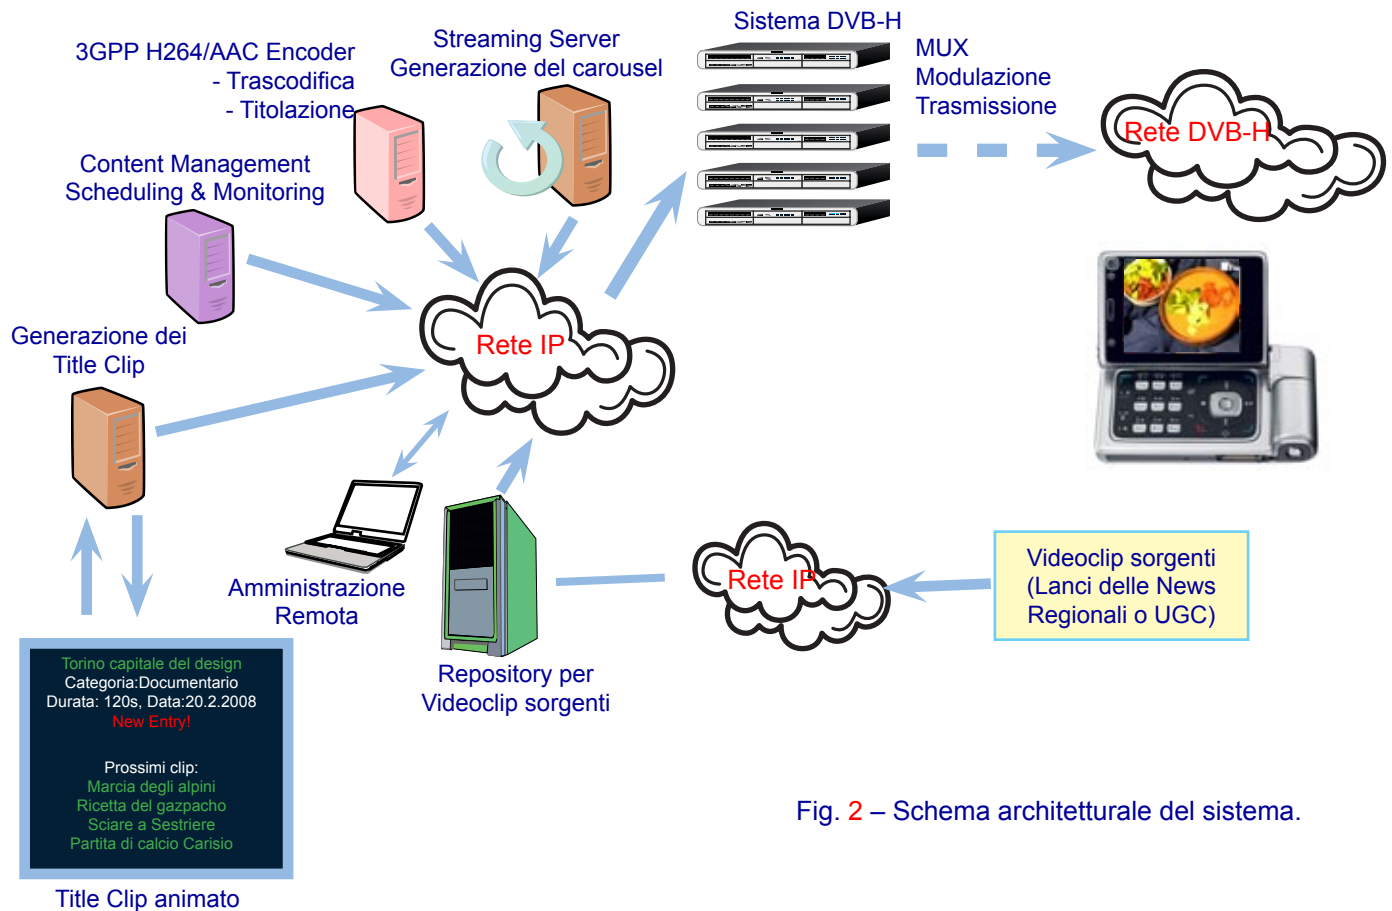 Sistema DVB-H
3GPP H264/AAC Encoder
- Trascodifica
- Titolazione
Streaming Server
Generazione del carousel
MUX
Modulazione
Trasmissione
Rete DVB-H
Content Management
Scheduling & Monitoring
Generazione dei
Title Clip
Rete IP
Amministrazione
Remota
Repository per
Videoclip sorgenti
Rete IP
Videoclip sorgenti
(Lanci delle News
Regionali o UGC)
Torino capitale del design
Categoria:Documentario
Durata: 120s, Data:20.2.2008
New Entry!
Prossimi clip:
Marcia degli alpini
Ricetta del gazpacho
Sciare a Sestriere
Partita di calcio Carisio
Title Clip animato
Fig. 2 – Schema architetturale del sistema.